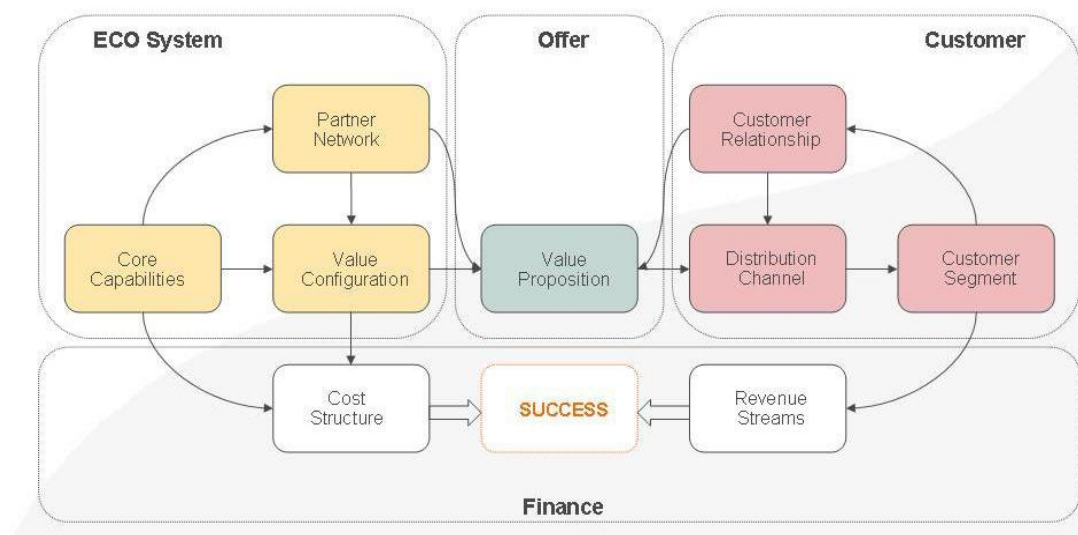 ECO System
Offer
Customer
Partner
Network
Customer
Relationship
Core
Capabilities
Value
Configuration
Value
Proposition
Distribution
Channel
Customer
Segment
Cost
Structure
SUCCESS
Revenue
Streams
Finance